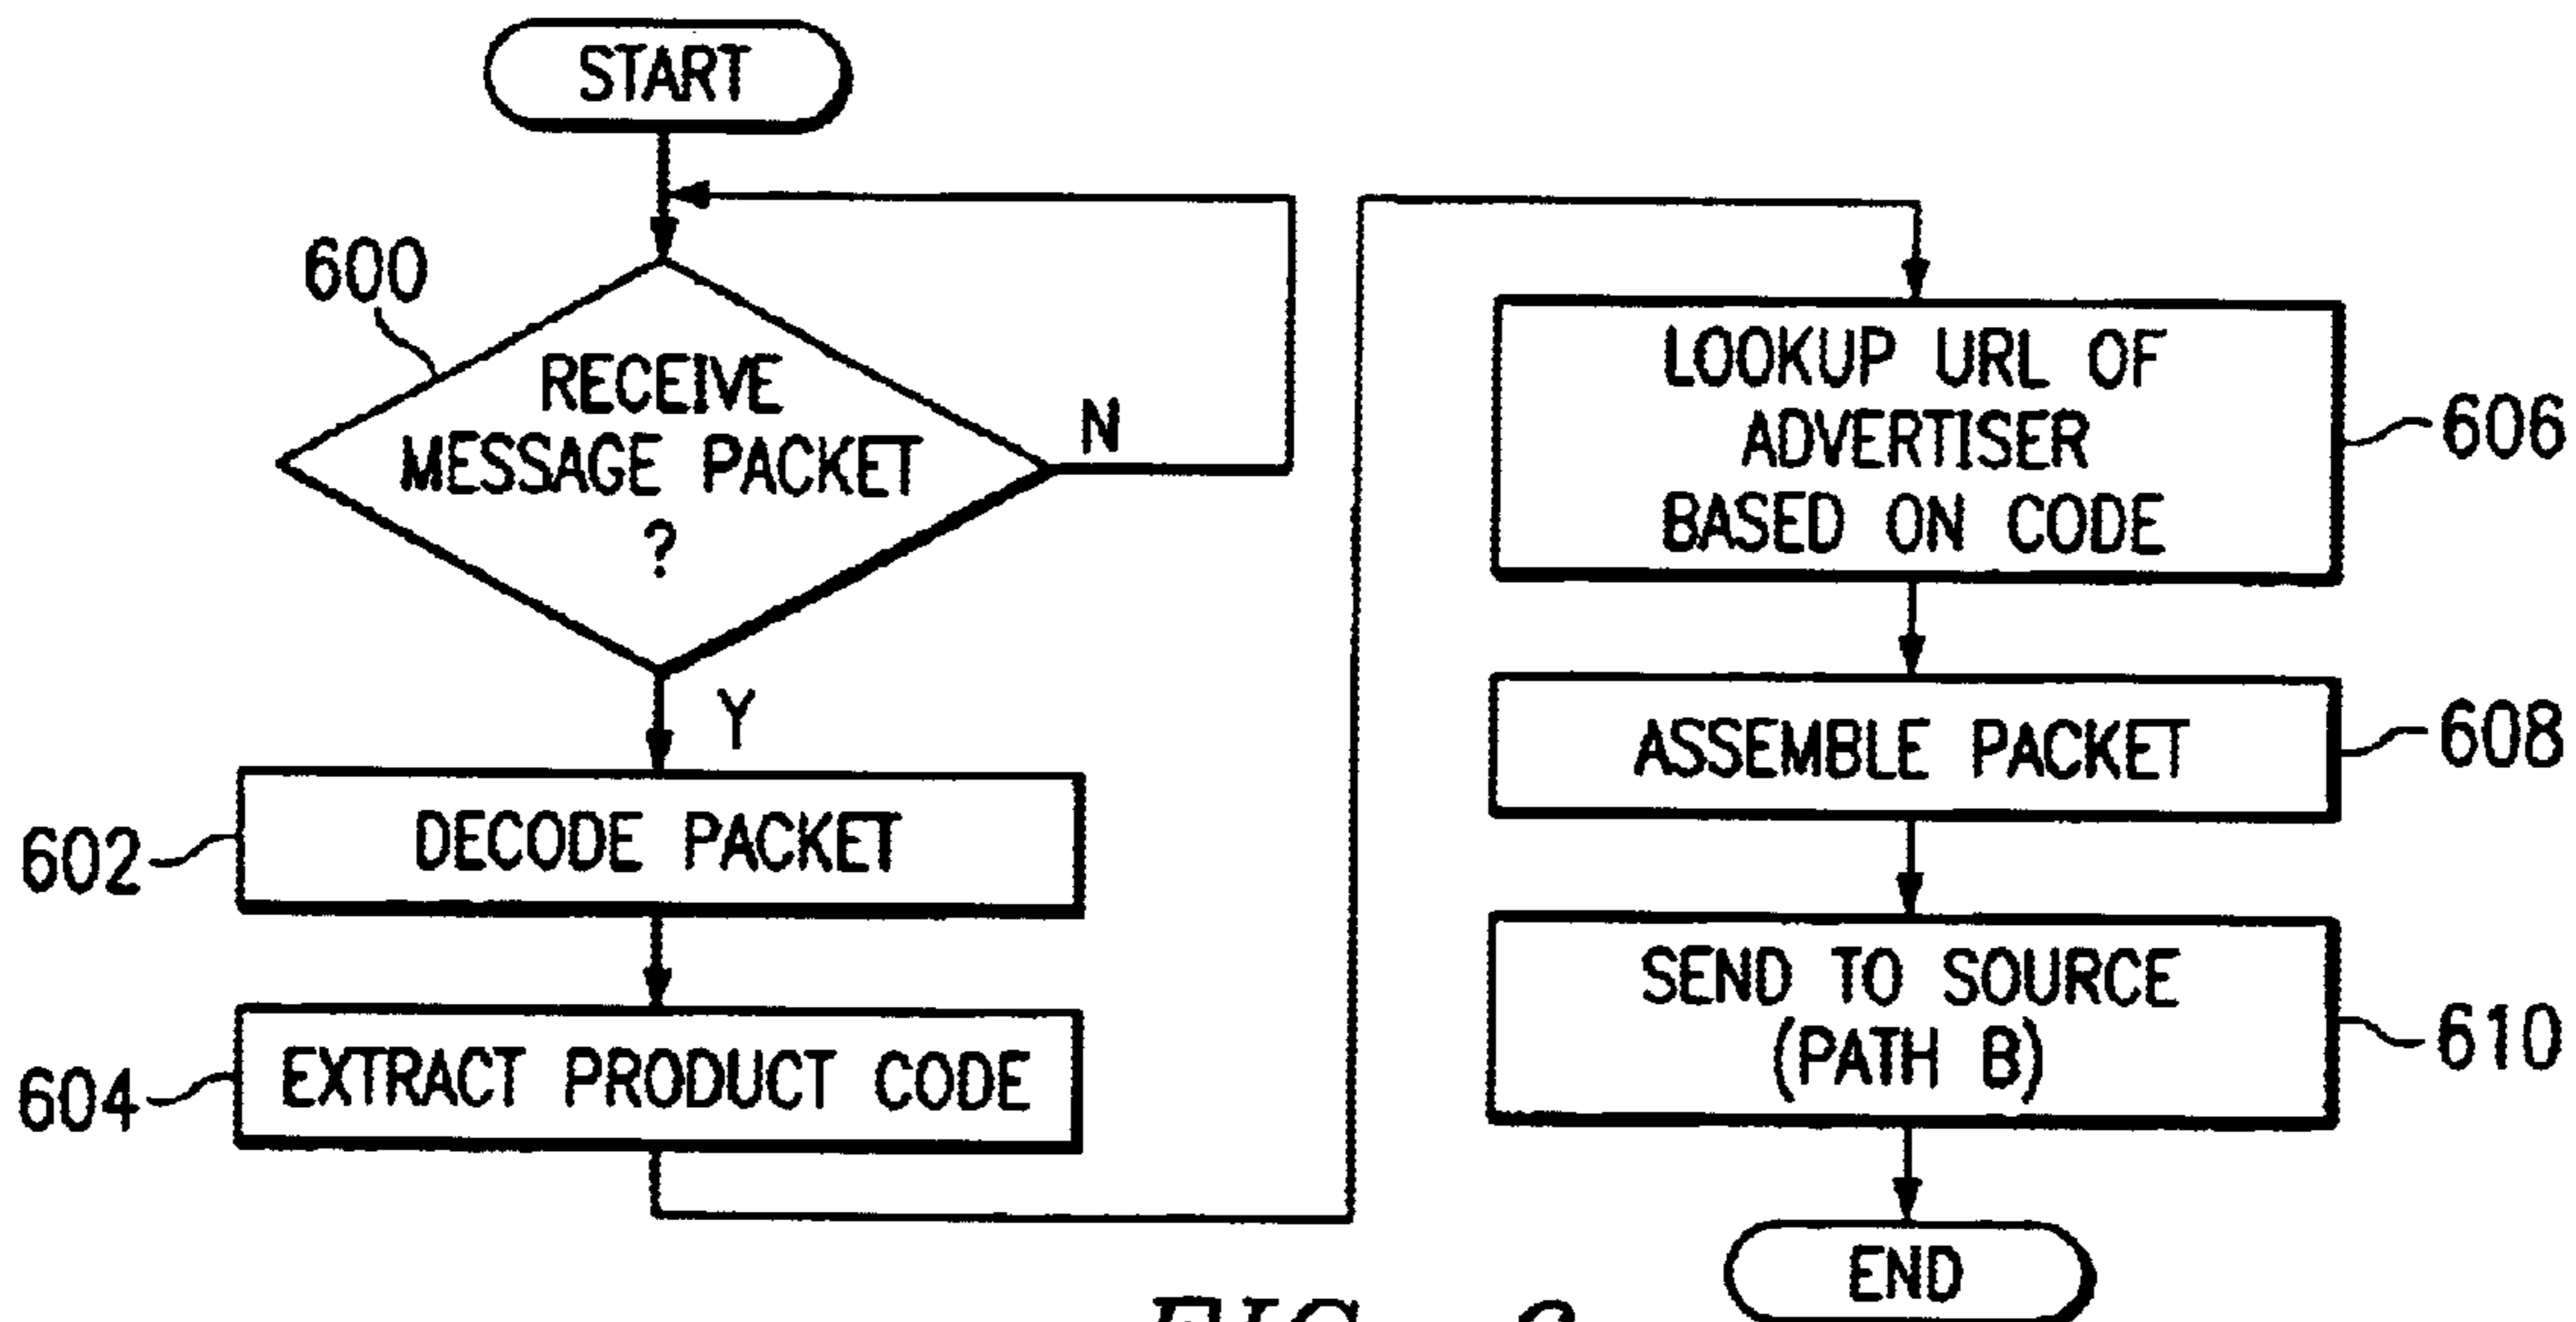 START
600
RECEIVE
MESSAGE PACKET
?
N
Y
602
DECODE PACKET
604
EXTRACT PRODUCT CODE
LOOKUP URL OF
ADVERTISER
BASED ON CODE
606
ASSEMBLE PACKET
608
SEND TO SOURCE
(PATH B)
610
END